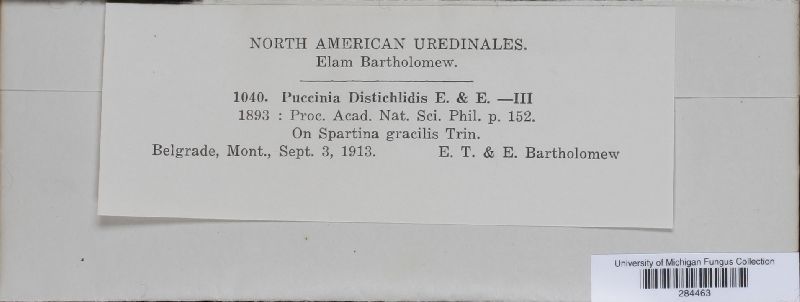 NORTH AMERICAN UREDINALES.
Elam Bartholomew.
1040. Puccinia Distichlidis E. & E. —III
1893 : Proc. Acad. Nat. Sci. Phil. p. 152.
On Spartina gracilis Trin.
Belgrade, Mont., Sept. 3, 1913. E. T. & E. Bartholomew
University of Michigan Fungus Collection
284463